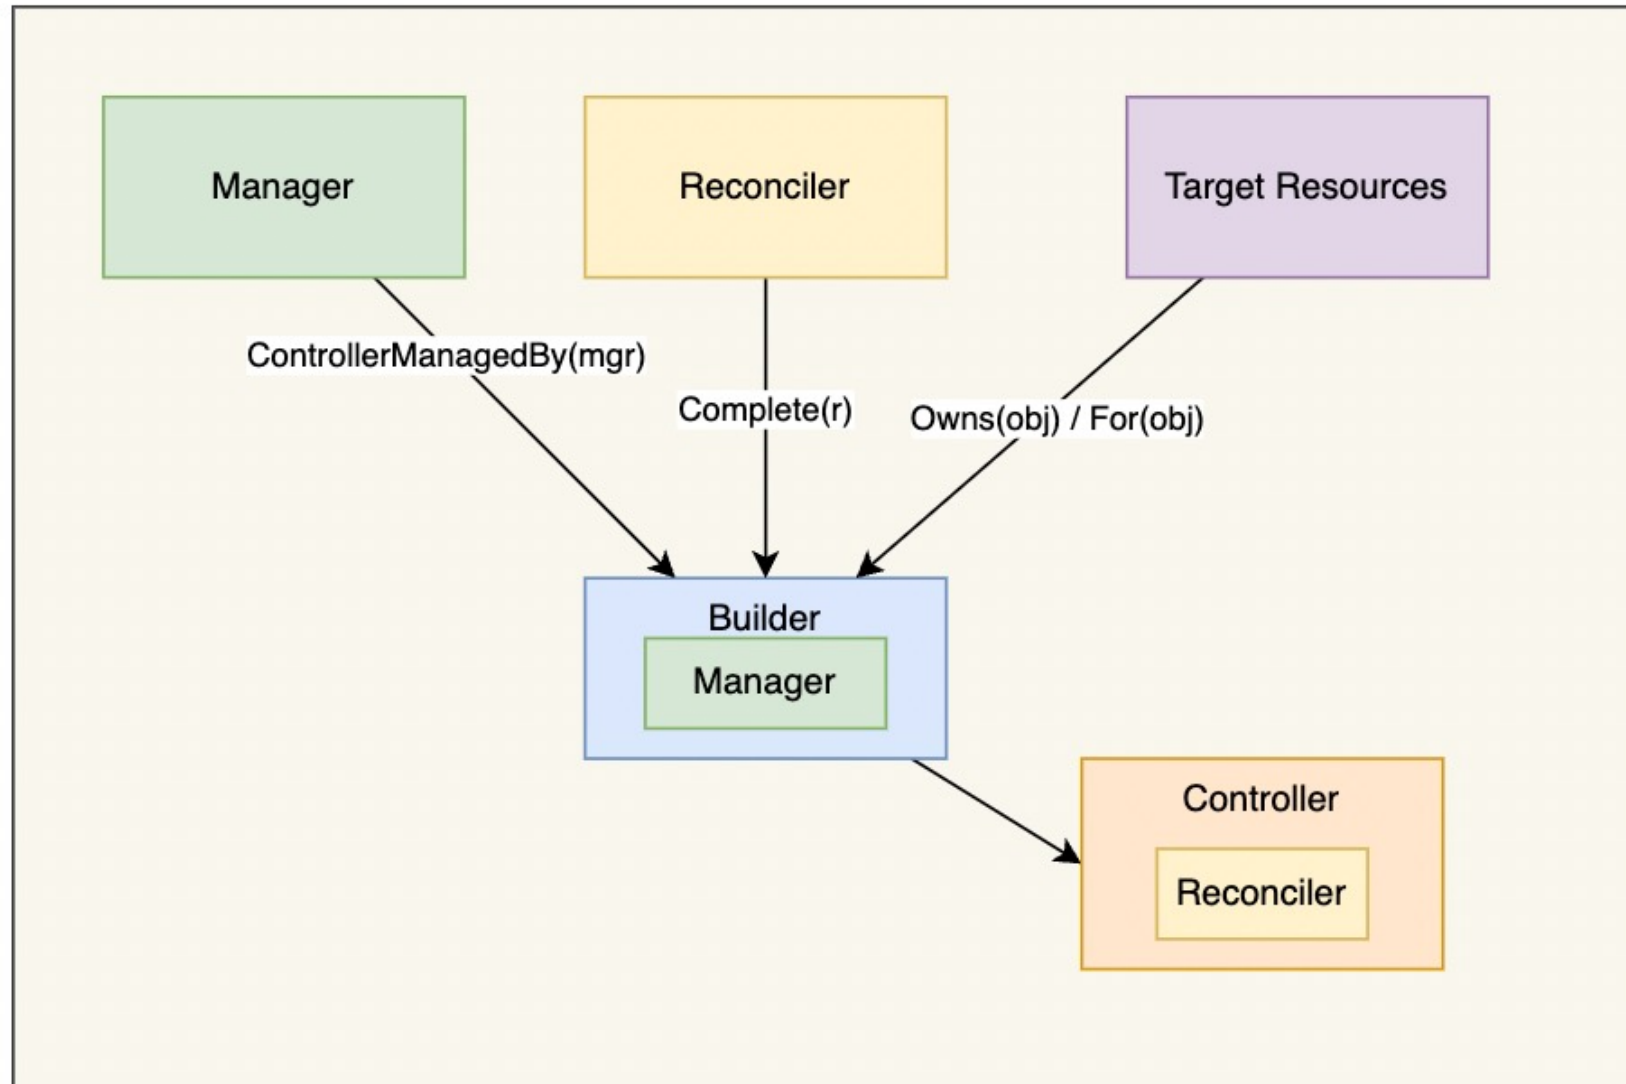 Manager
Reconciler
Target Resources
ControllerManagedBy(mgr)
Complete(r)
Owns(obj) / For(obj)
Builder
Manager
Controller
Reconciler